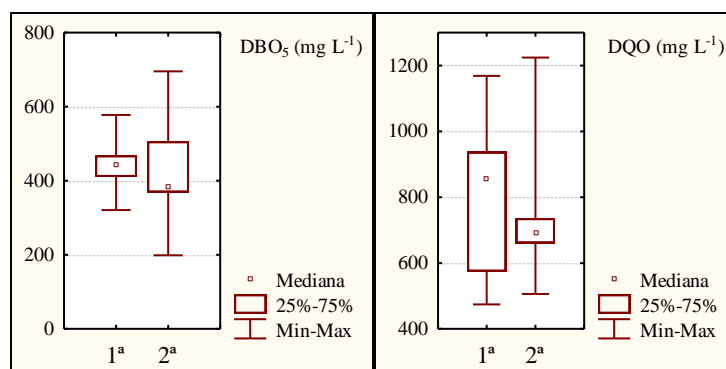 DBO₅ (mg L⁻¹)
800
600
400
200
0
1ª 2ª
Mediana
25%-75%
Min-Max
DQO (mg L⁻¹)
1200
1000
800
600
400
1ª 2ª
Mediana
25%-75%
Min-Max